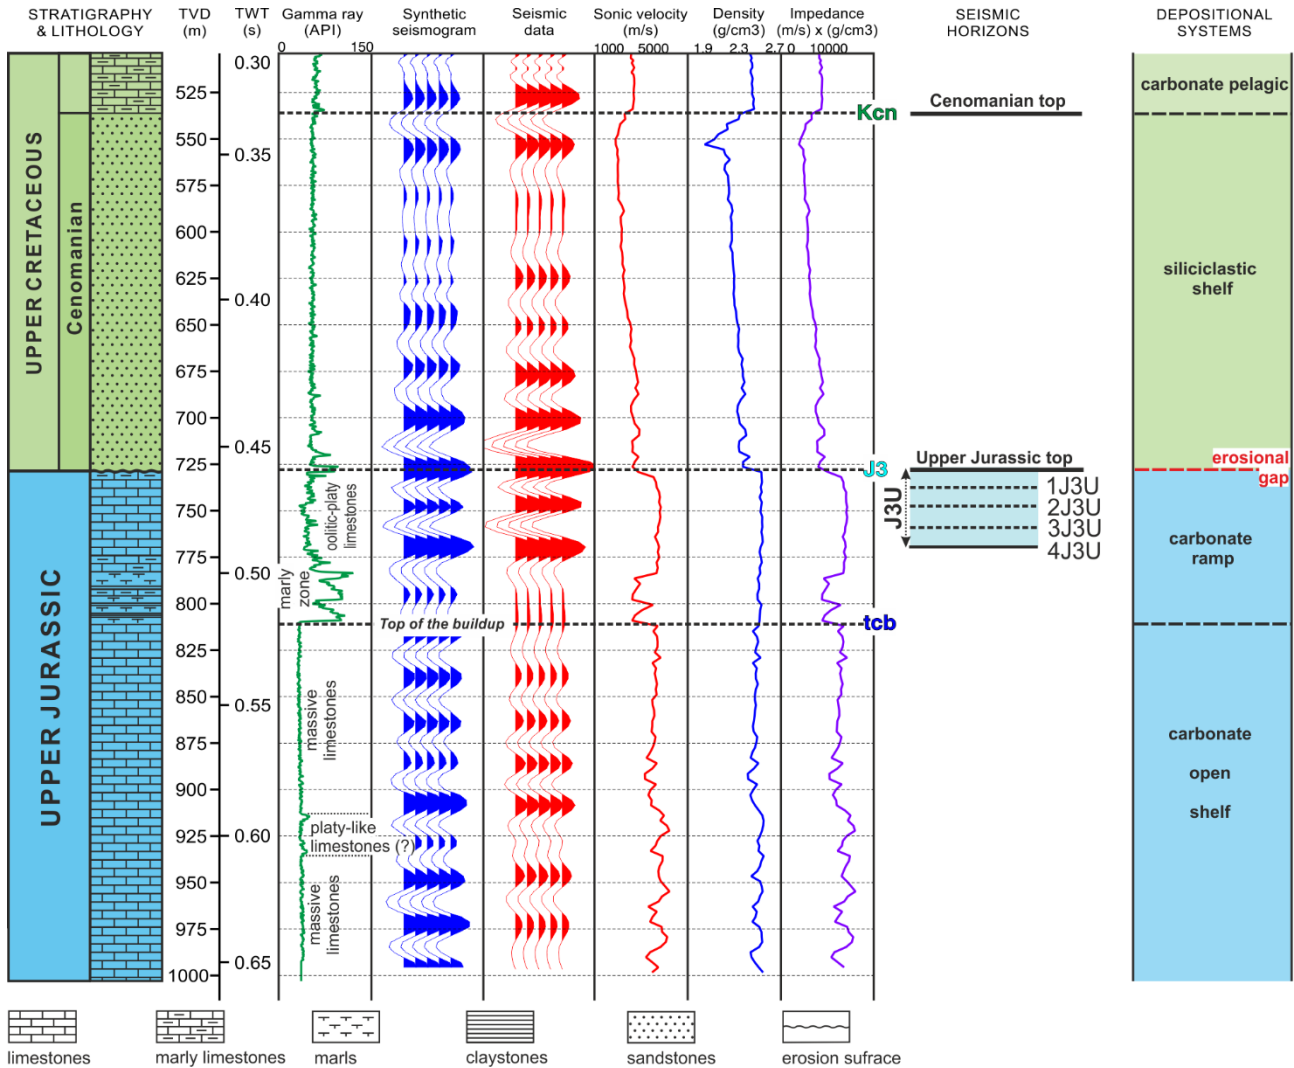 STRATIGRAPHY
& LITHOLOGY
TVD
(m)
TWT
(s)
Gamma ray
(API)
0
150
Synthetic
seismogram
Seismic
data
Sonic velocity
(m/s)
1000 5000
Density
(g/cm3)
1.9 2.3 2.7
Impedance
(m/s) x (g/cm3)
0 10000
SEISMIC
HORIZONS
DEPOSITIONAL
SYSTEMS
UPPER CRETACEOUS
Cenomanian
UPPER JURASSIC
525
550
575
600
625
650
675
700
725
750
775
800
825
850
875
900
925
950
975
1000
0.30
0.35
0.40
0.45
0.50
0.55
0.60
0.65
oolitic-platy
limestones
marly
zone
Top of the buildup
massive
limestones
platy-like
limestones (?)
massive
limestones
Kcn
J3
tcb
Cenomanian top
Upper Jurassic top
J3U
1J3U
2J3U
3J3U
4J3U
carbonate pelagic
siliciclastic
shelf
erosional
gap
carbonate
ramp
carbonate
open
shelf
limestones
marly limestones
marls
claystones
sandstones
erosion sufrace